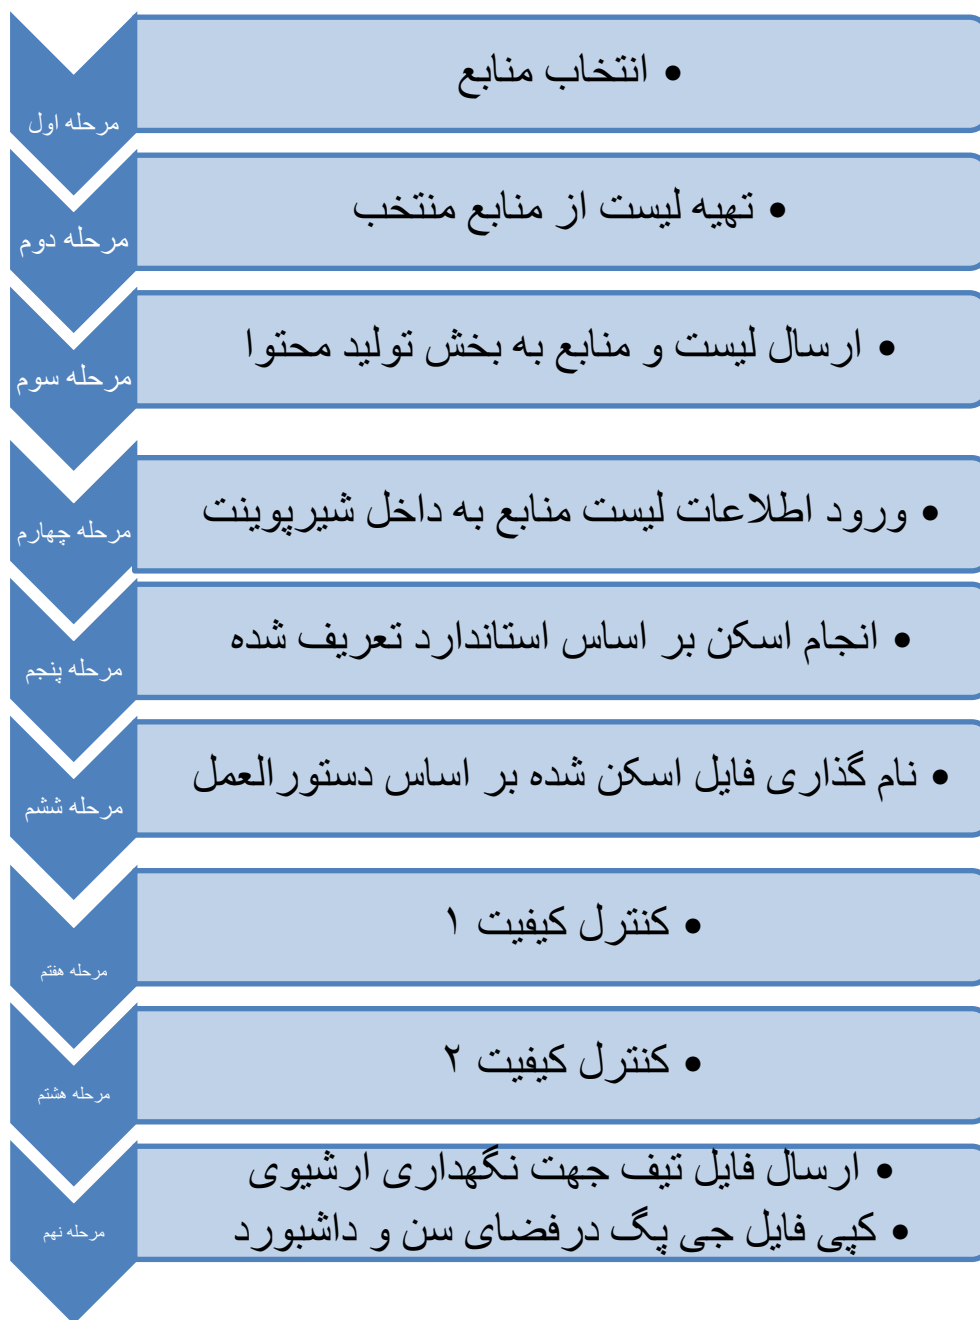 مرحله اول
• انتخاب منابع
مرحله دوم
• تهیه لیست از منابع منتخب
مرحله سوم
• ارسال لیست و منابع به بخش تولید محتوا
مرحله چهارم
• ورود اطلاعات لیست منابع به داخل شیرپوینت
مرحله پنجم
• انجام اسکن بر اساس استاندارد تعریف شده
مرحله ششم
• نام گذاری فایل اسکن شده بر اساس دستورالعمل
مرحله هفتم
• کنترل کیفیت ۱
مرحله هشتم
• کنترل کیفیت ۲
مرحله نهم
• ارسال فایل تیف جهت نگهداری ارشیوی
• کپی فایل جی پگ درفضای سن و داشبورد